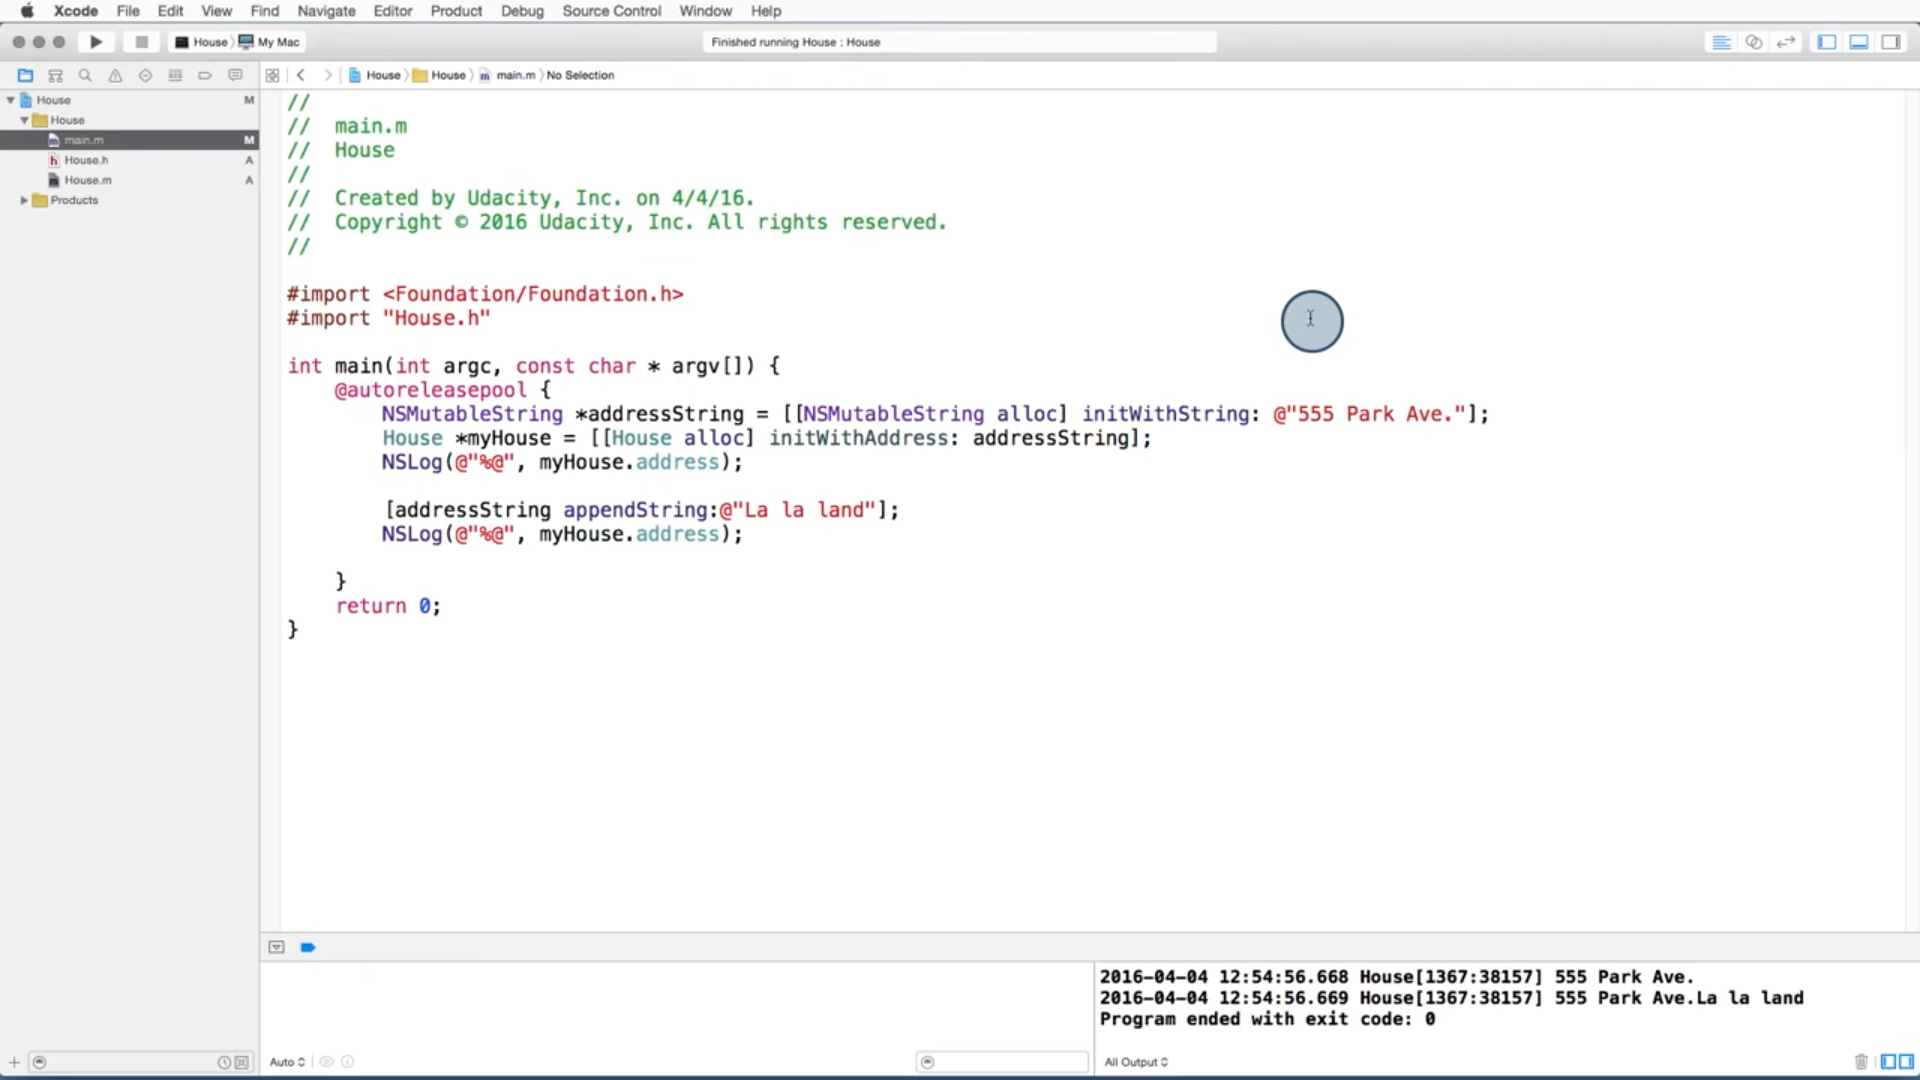 Xcode File Edit View Find Navigate Editor Product Debug Source Control Window Help
House My Mac
Finished running House : House
House House main.m No Selection
House M
House
main.m M
House.h A
House.m A
Products
//
// main.m
// House
//
// Created by Udacity, Inc. on 4/4/16.
// Copyright © 2016 Udacity, Inc. All rights reserved.
//
#import <Foundation/Foundation.h>
#import "House.h"
int main(int argc, const char * argv[]) {
@autoreleasepool {
NSMutableString *addressString = [[NSMutableString alloc] initWithString: @"555 Park Ave."];
House *myHouse = [[House alloc] initWithAddress: addressString];
NSLog(@"%@", myHouse.address);
[addressString appendString:@"La la land"];
NSLog(@"%@", myHouse.address);
}
return 0;
}
2016-04-04 12:54:56.668 House[1367:38157] 555 Park Ave.
2016-04-04 12:54:56.669 House[1367:38157] 555 Park Ave.La la land
Program ended with exit code: 0
Auto
All Output